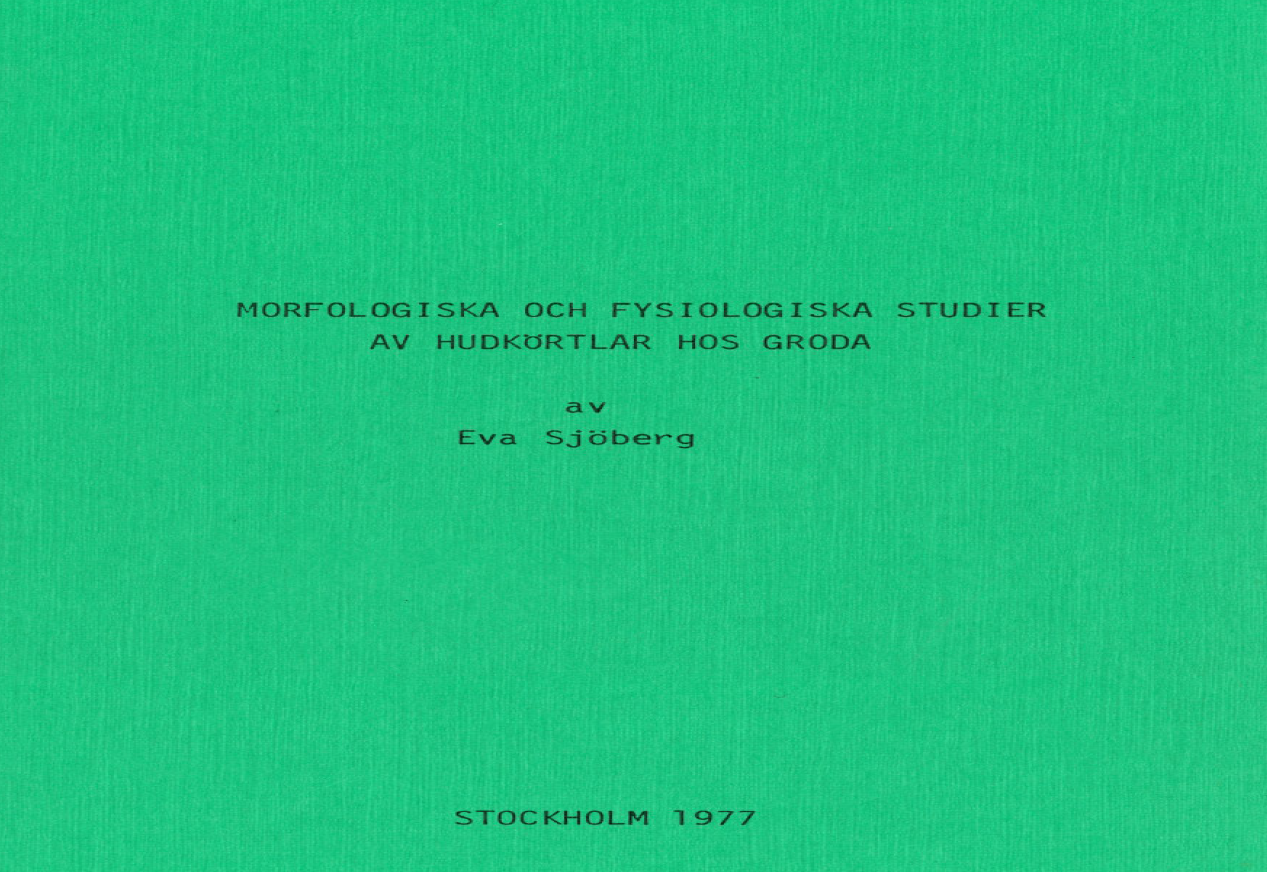 MORFOLOGISKA OCH FYSIOLOGISKA STUDIER
AV HUDKÖRTLAR HOS GRODA
av
Eva Sjöberg
STOCKHOLM 1977